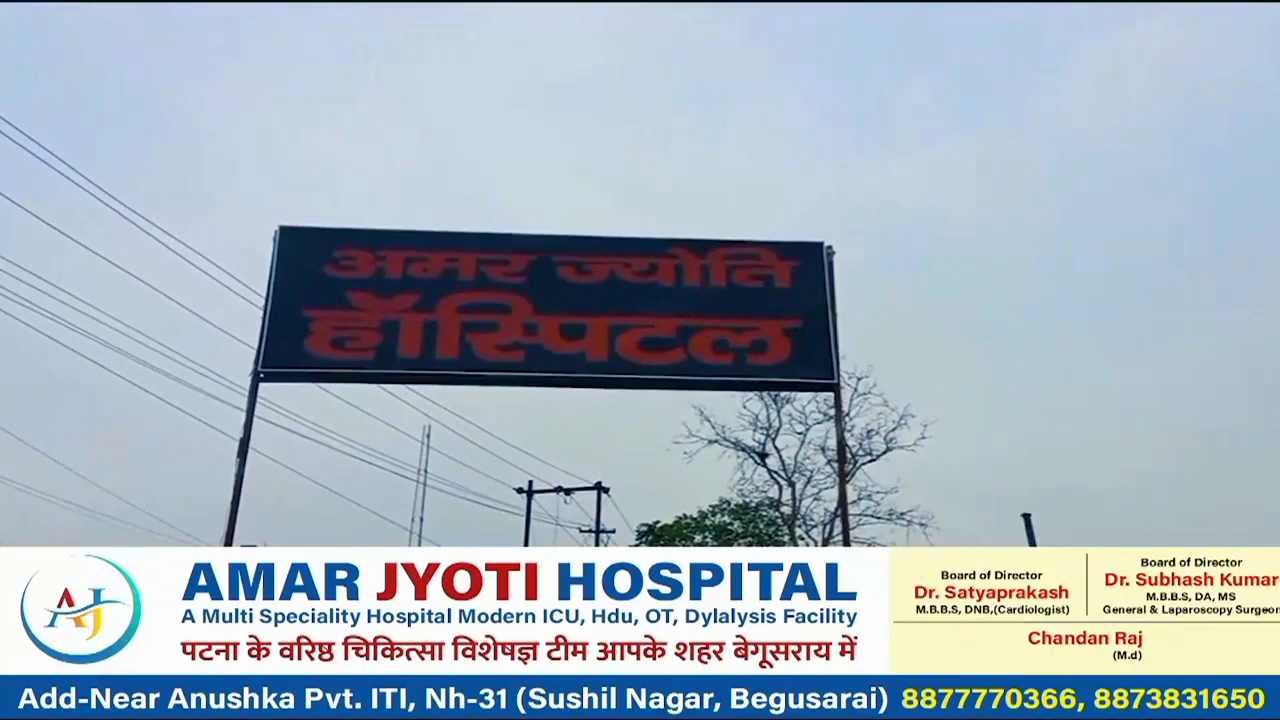 अमर ज्योति
हॉस्पिटल
AJ
AMAR JYOTI HOSPITAL
A Multi Speciality Hospital Modern ICU, Hdu, OT, Dylalysis Facility
पटना के वरिष्ठ चिकित्सा विशेषज्ञ टीम आपके शहर बेगूसराय में
Board of Director
Dr. Satyaprakash
M.B.B.S, DNB,(Cardiologist)
Board of Director
Dr. Subhash Kumar
M.B.B.S, DA, MS
General & Laparoscopy Surgeon
Chandan Raj
(M.d)
Add-Near Anushka Pvt. ITI, Nh-31 (Sushil Nagar, Begusarai) 8877770366, 8873831650